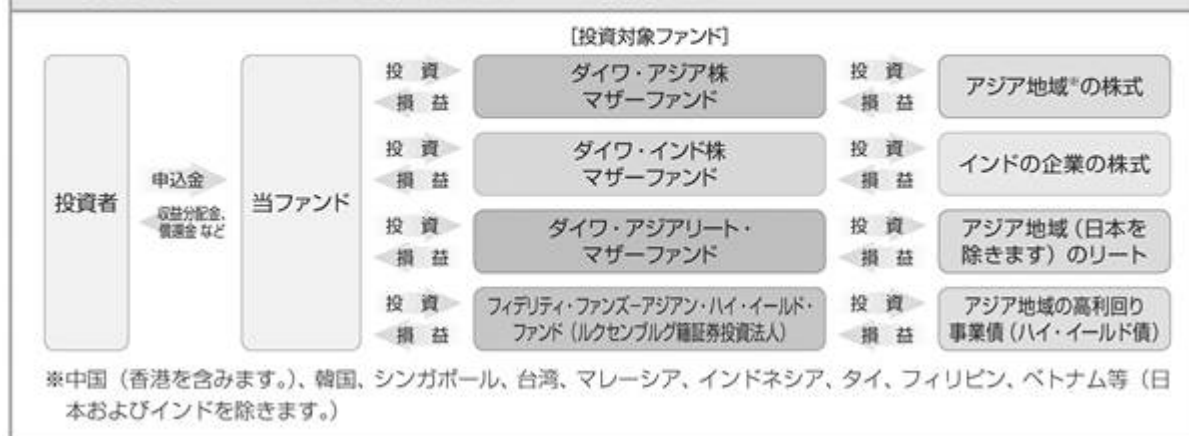 [投資対象ファンド]
投資者
申込金
収益分配金、
償還金 など
当ファンド
投 資
損 益
ダイワ・アジア株
マザーファンド
投 資
損 益
アジア地域※の株式
投 資
損 益
ダイワ・インド株
マザーファンド
投 資
損 益
インドの企業の株式
投 資
損 益
ダイワ・アジアリート・
マザーファンド
投 資
損 益
アジア地域（日本を
除きます）のリート
投 資
損 益
フィデリティ・ファンズ−アジアン・ハイ・イールド・
ファンド（ルクセンブルグ籍証券投資法人）
投 資
損 益
アジア地域の高利回り
事業債（ハイ・イールド債）
※中国（香港を含みます。）、韓国、シンガポール、台湾、マレーシア、インドネシア、タイ、フィリピン、ベトナム等（日
本およびインドを除きます。）